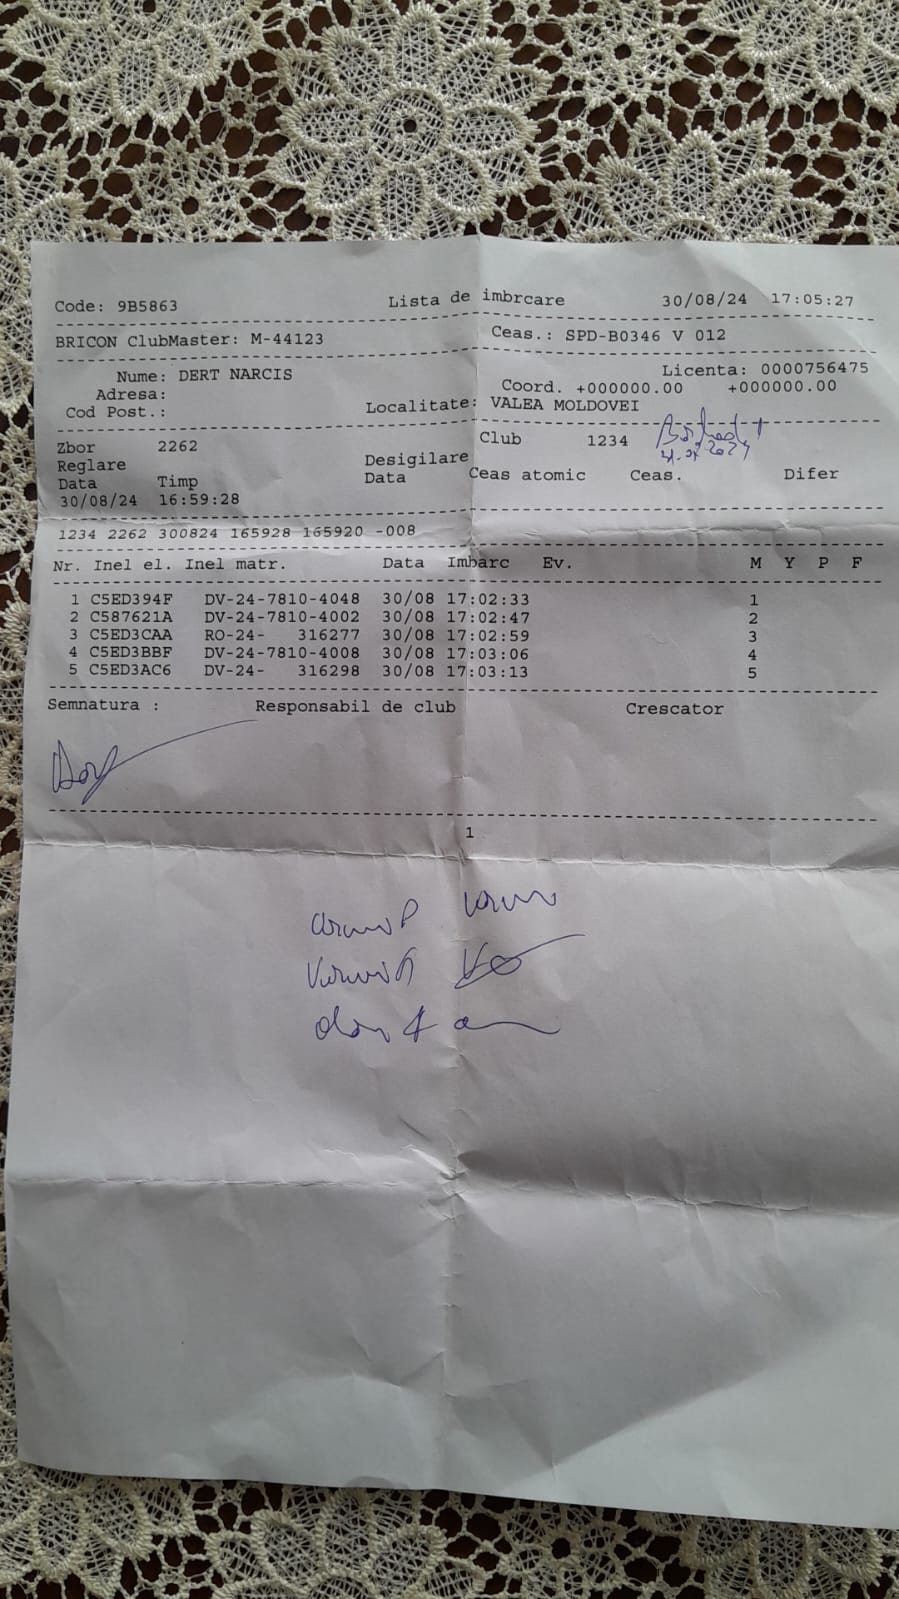 Code: 9B5863 Lista de imbrcare 30/08/24 17:05:27
BRICON ClubMaster: M-44123 Ceas.: SPD-B0346 V 012
Nume: DERT NARCIS Licenta: 0000756475
Adresa: Coord. +000000.00 +000000.00
Cod Post.: Localitate: VALEA MOLDOVEI
Zbor 2262 Club 1234
Reglare Desigilare
Data Timp Data Ceas atomic Ceas. Difer
30/08/24 16:59:28
1234 2262 300824 165928 165920 -008
Nr. Inel el. Inel matr. Data Imbarc Ev. M Y P F
1 C5ED394F DV-24-7810-4048 30/08 17:02:33 1
2 C587621A DV-24-7810-4002 30/08 17:02:47 2
3 C5ED3CAA RO-24- 316277 30/08 17:02:59 3
4 C5ED3BBF DV-24-7810-4008 30/08 17:03:06 4
5 C5ED3AC6 DV-24- 316298 30/08 17:03:13 5
Semnatura : Responsabil de club Crescator
1